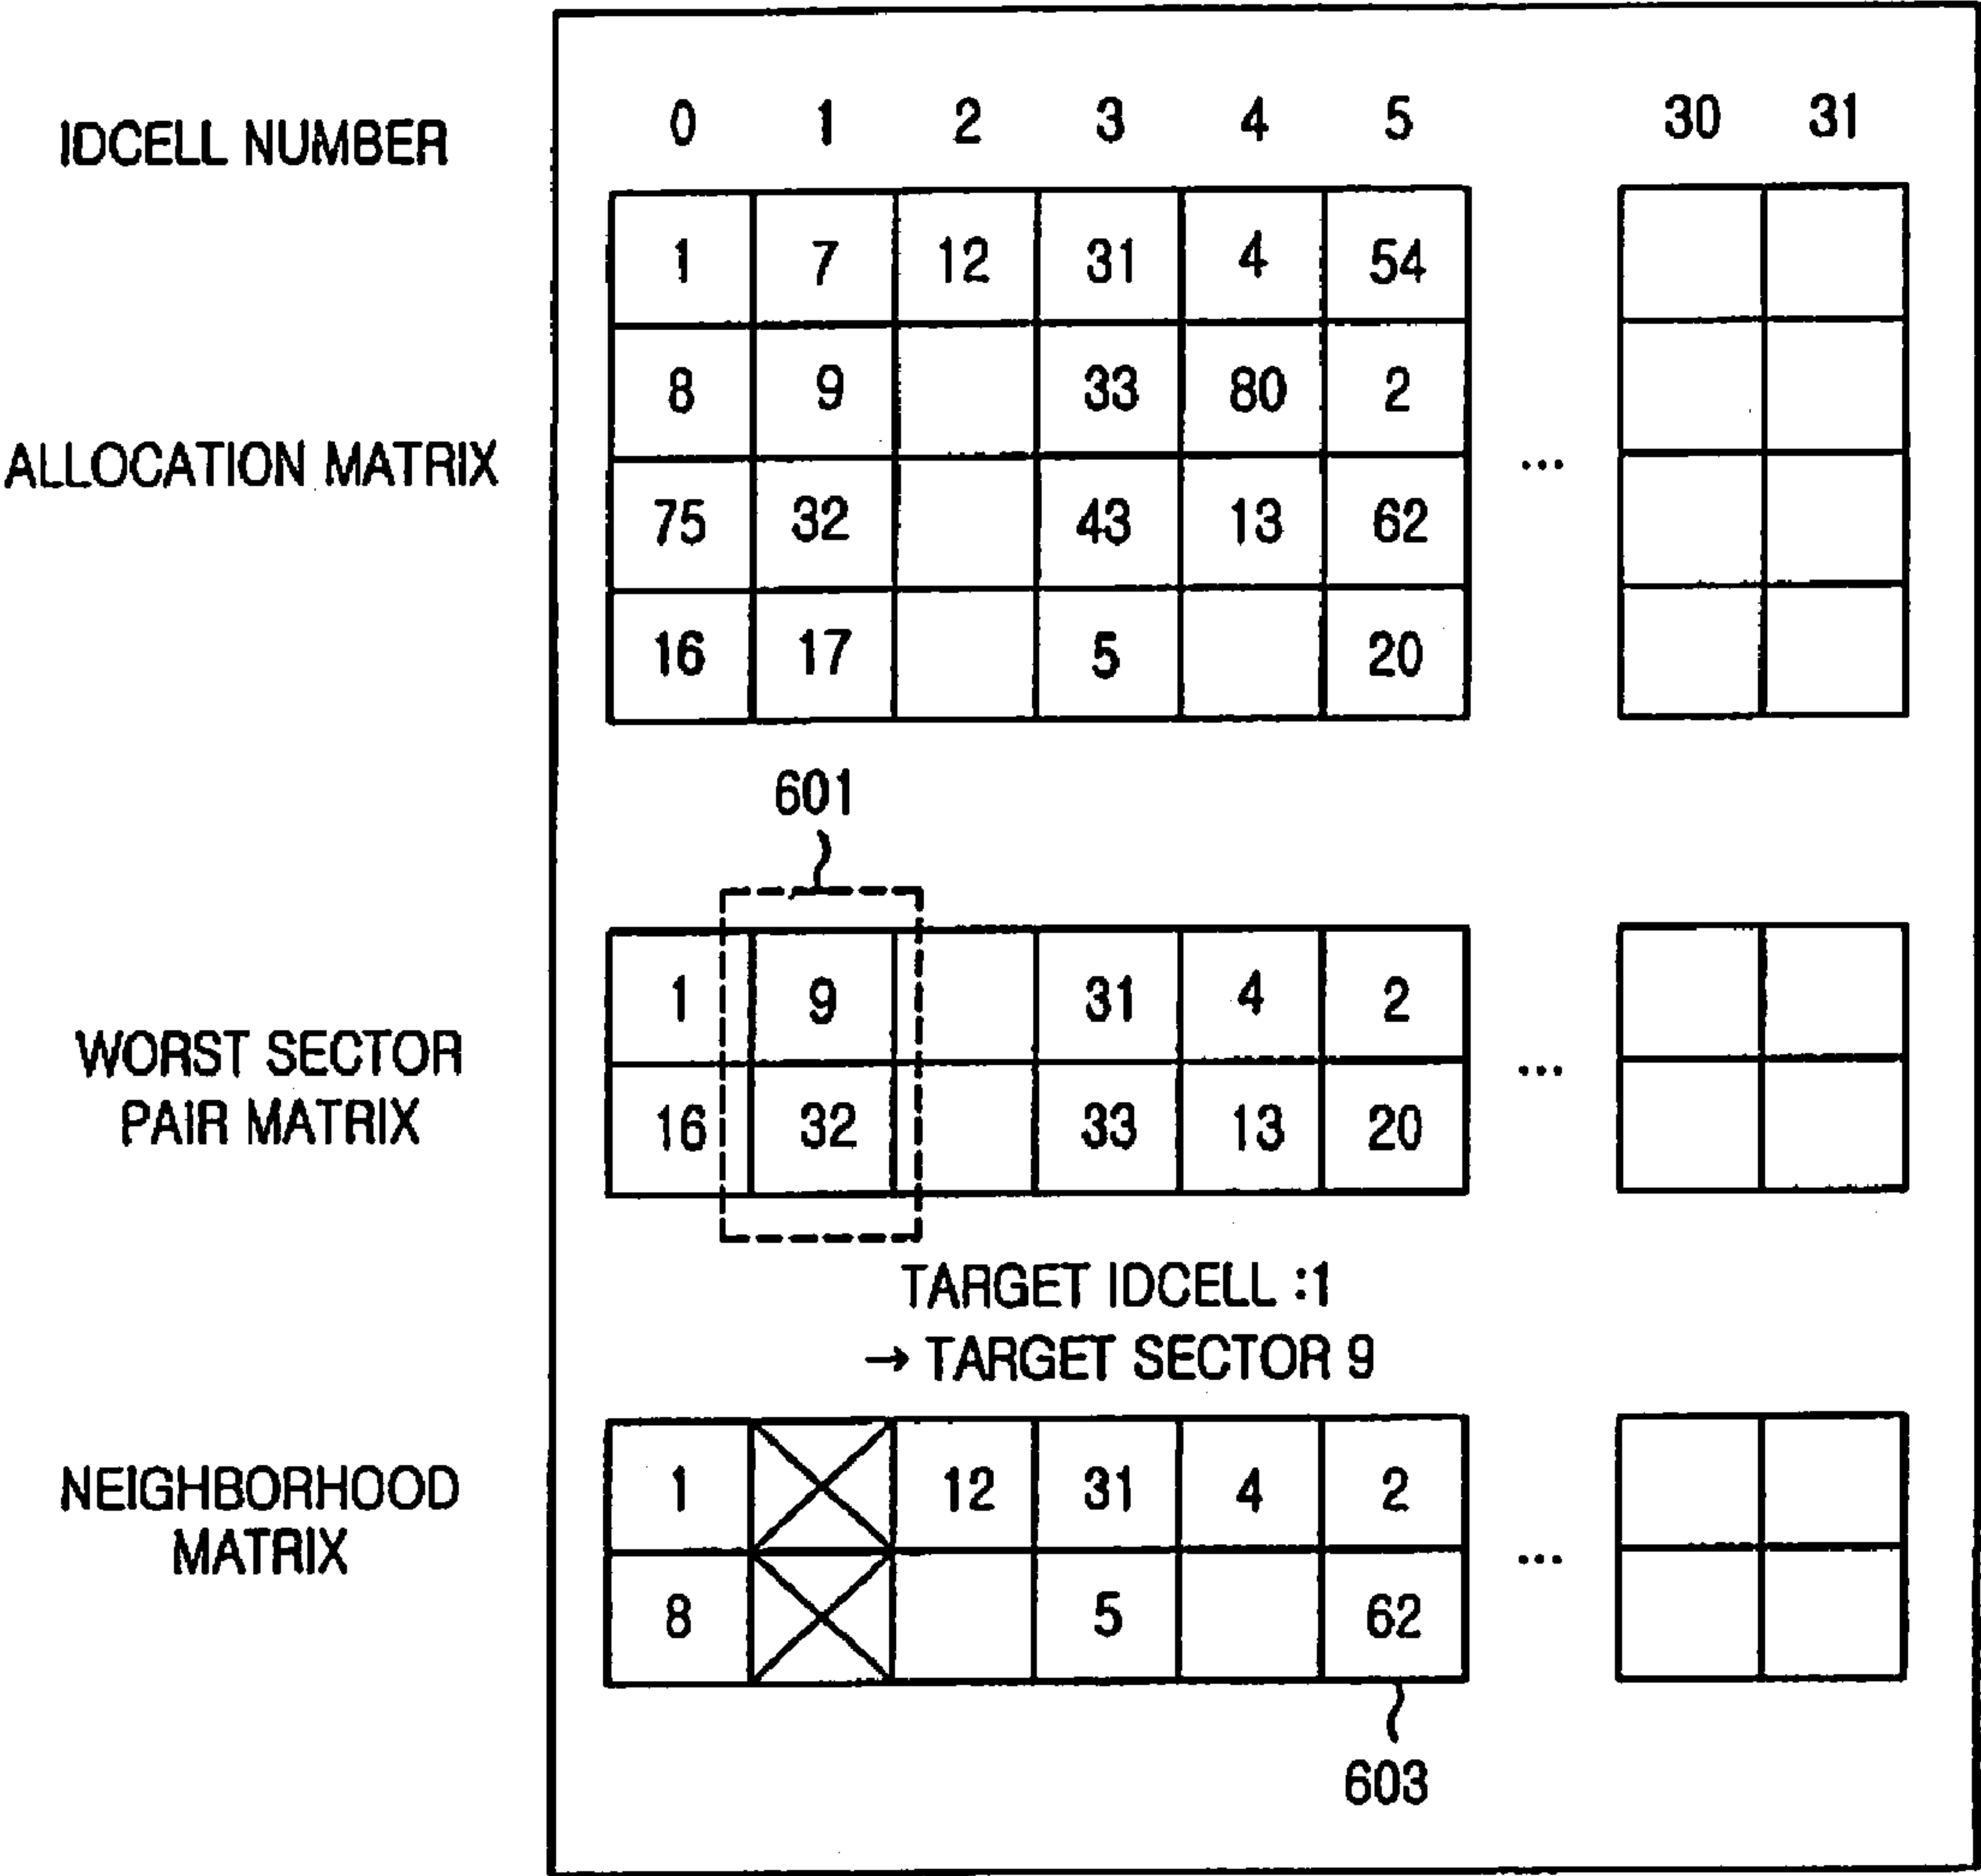 IDCELL NUMBER 0 1 2 3 4 5 30 31
1 7 12 31 4 54
8 9 33 80 2
ALLOCATION MATRIX ...
75 32 43 13 62
16 17 5 20
601
1 9 31 4 2
WORST SECTOR
PAIR MATRIX ...
16 32 33 13 20
TARGET IDCELL :1
→ TARGET SECTOR 9
1 12 31 4 2
NEIGHBORHOOD
MATRIX ...
8 5 62
603